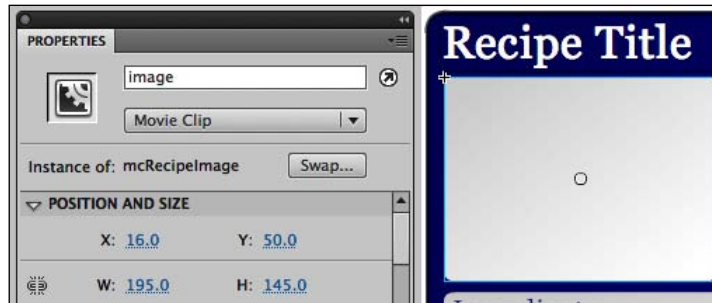 PROPERTIES
image
Movie Clip
Instance of: mcRecipeImage
Swap...
POSITION AND SIZE
X: 16.0 Y: 50.0
W: 195.0 H: 145.0
Recipe Title